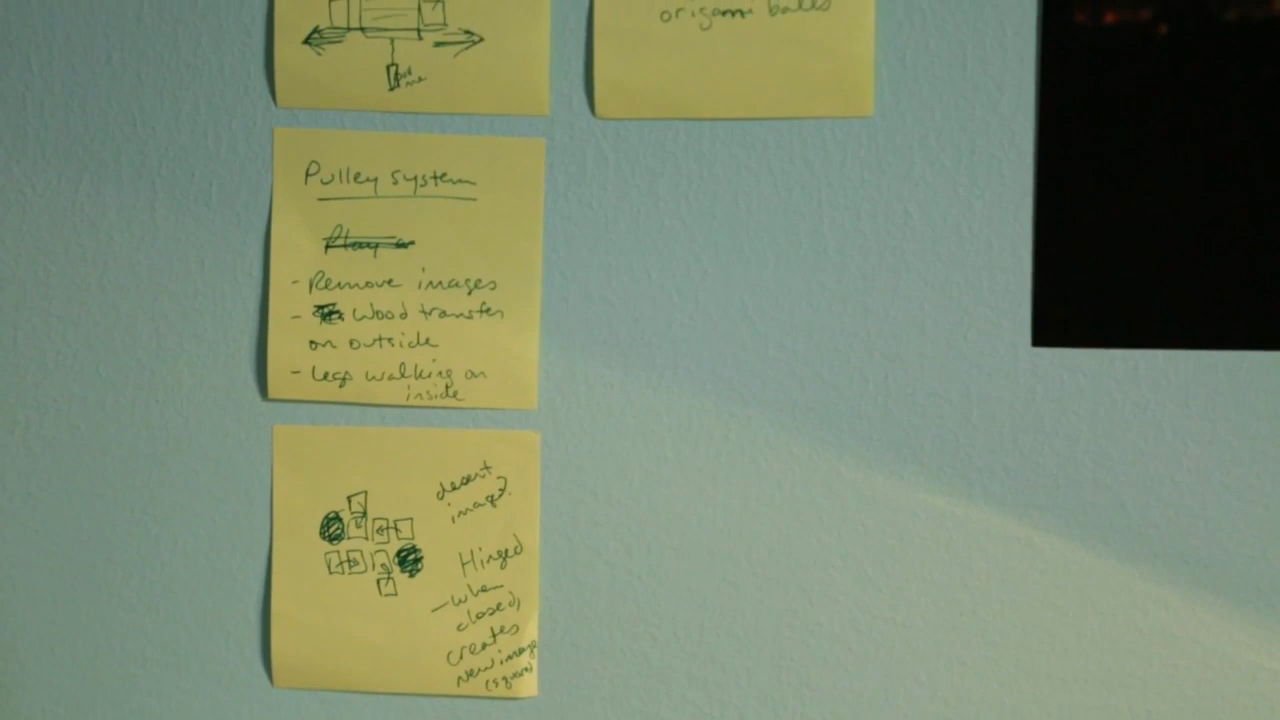 origami balls
Pulley system
- Remove images
- Wood transfer
on outside
- Legs walking on
inside
desert
image?
Hinged
- when
closed,
creates
new image
(square)